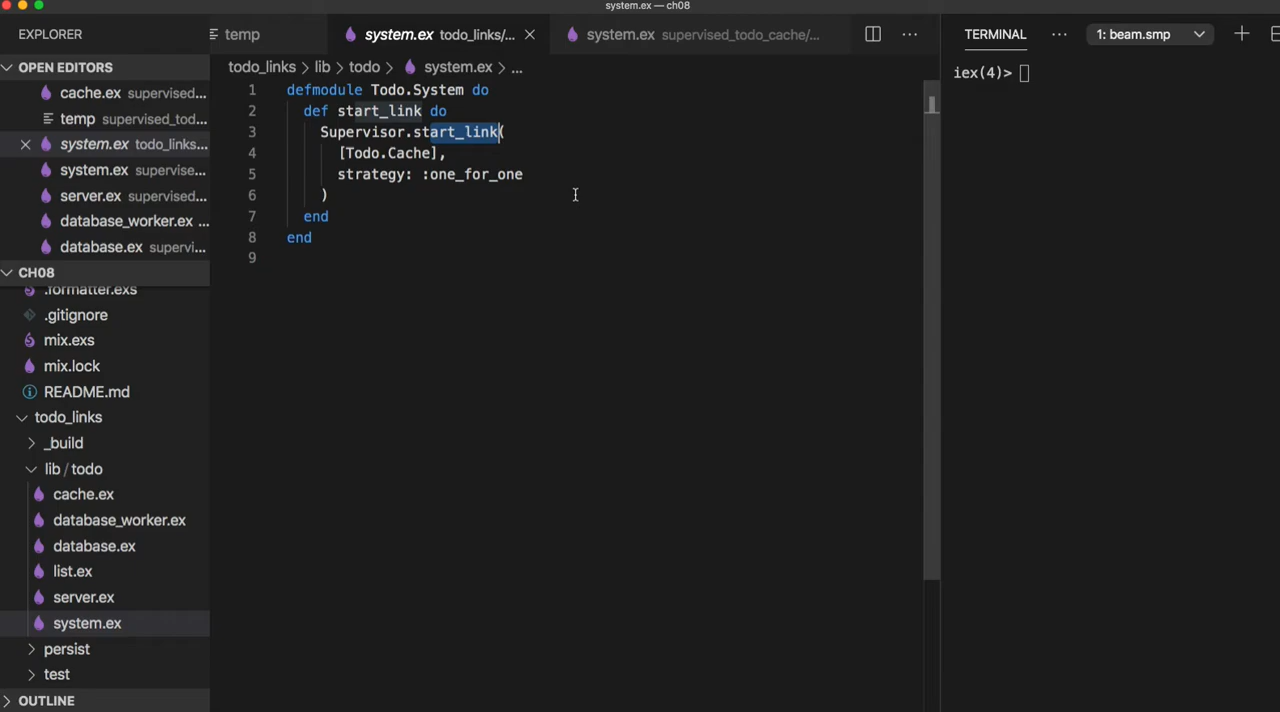 system.ex — ch08
EXPLORER
temp
system.ex todo_links/...
system.ex supervised_todo_cache/...
TERMINAL
1: beam.smp
OPEN EDITORS
cache.ex supervised...
temp supervised_tod...
system.ex todo_links...
system.ex supervise...
server.ex supervised...
database_worker.ex ...
database.ex supervi...
CH08
.formatter.exs
.gitignore
mix.exs
mix.lock
README.md
todo_links
_build
lib / todo
cache.ex
database_worker.ex
database.ex
list.ex
server.ex
system.ex
persist
test
OUTLINE
todo_links > lib > todo > system.ex > ...
1 defmodule Todo.System do
2 def start_link do
3 Supervisor.start_link(
4 [Todo.Cache],
5 strategy: :one_for_one
6 )
7 end
8 end
9
iex(4)>